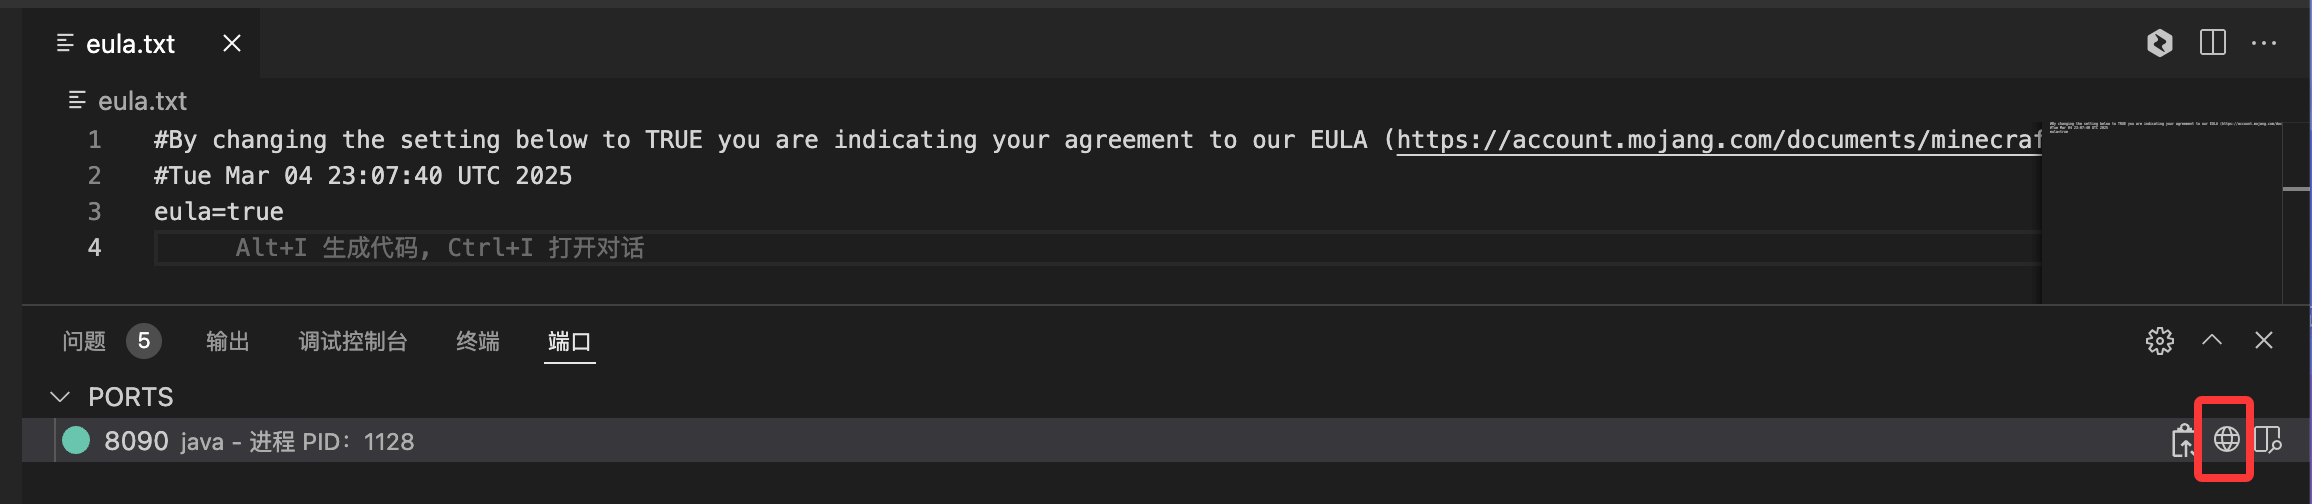 eula.txt
eula.txt
1 #By changing the setting below to TRUE you are indicating your agreement to our EULA (https://account.mojang.com/documents/minecraf
2 #Tue Mar 04 23:07:40 UTC 2025
3 eula=true
4 Alt+I 生成代码, Ctrl+I 打开对话
问题 5 输出 调试控制台 终端 端口
PORTS
8090 java - 进程 PID：1128